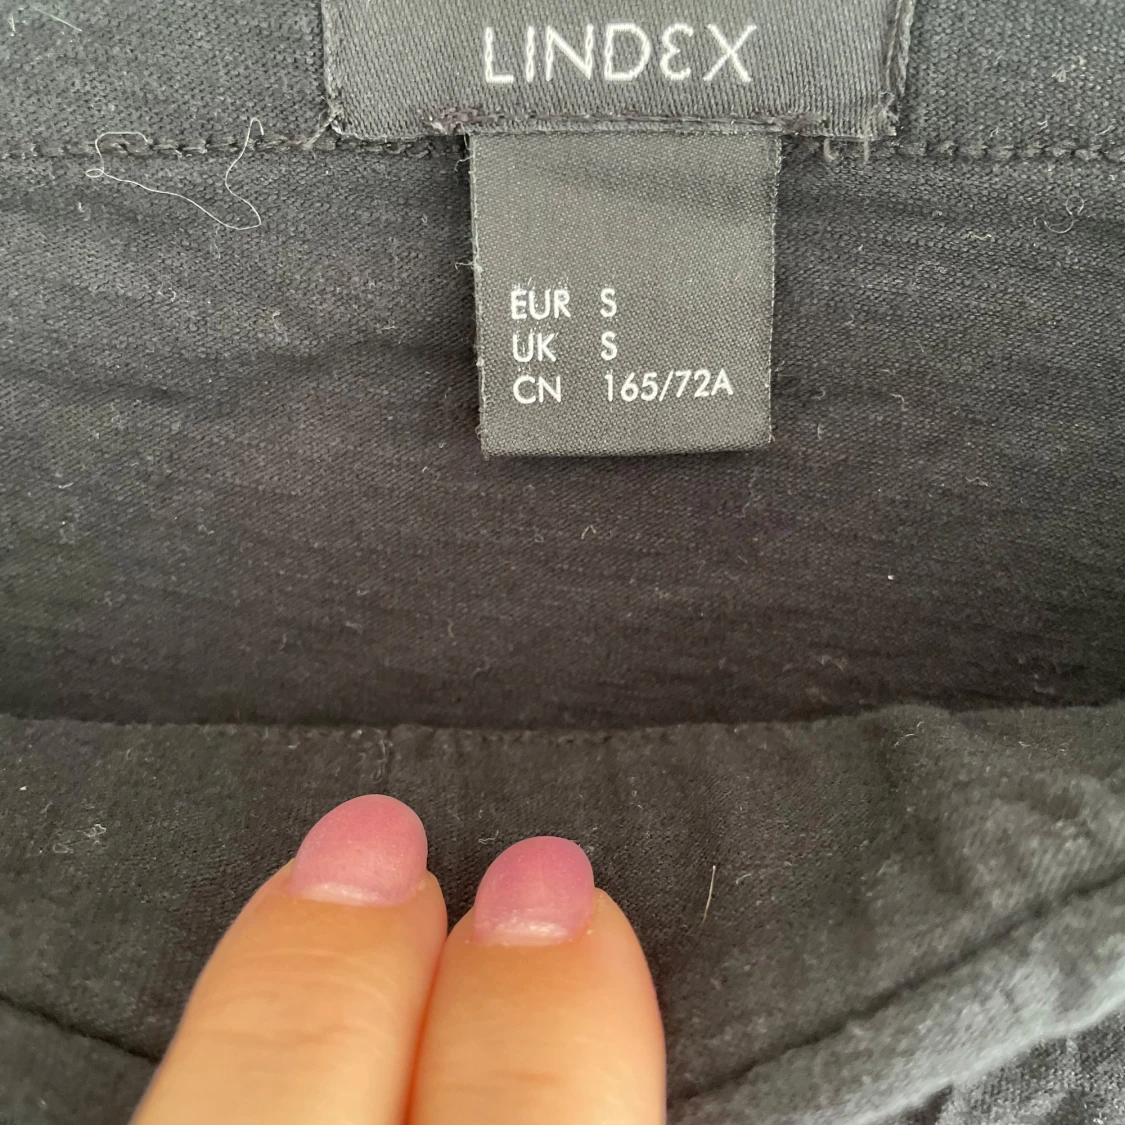 LINDEX
EUR S
UK S
CN 165/72A